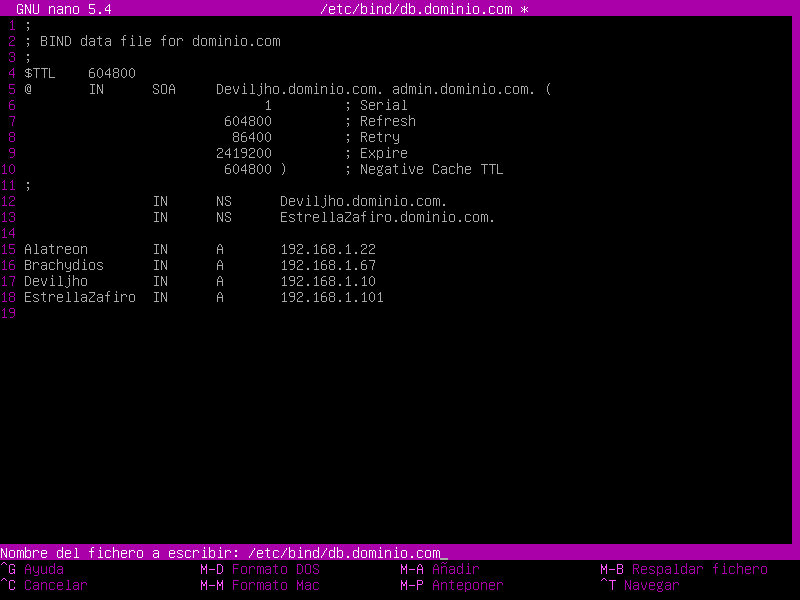 GNU nano 5.4 /etc/bind/db.dominio.com *
1 ;
2 ; BIND data file for dominio.com
3 ;
4 $TTL 604800
5 @ IN SOA Deviljho.dominio.com. admin.dominio.com. (
6 1 ; Serial
7 604800 ; Refresh
8 86400 ; Retry
9 2419200 ; Expire
10 604800 ) ; Negative Cache TTL
11 ;
12 IN NS Deviljho.dominio.com.
13 IN NS EstrellaZafiro.dominio.com.
14
15 Alatreon IN A 192.168.1.22
16 Brachydios IN A 192.168.1.67
17 Deviljho IN A 192.168.1.10
18 EstrellaZafiro IN A 192.168.1.101
19
Nombre del fichero a escribir: /etc/bind/db.dominio.com_
^G Ayuda M-D Formato DOS M-A Añadir M-B Respaldar fichero
^C Cancelar M-M Formato Mac M-P Anteponer ^T Navegar